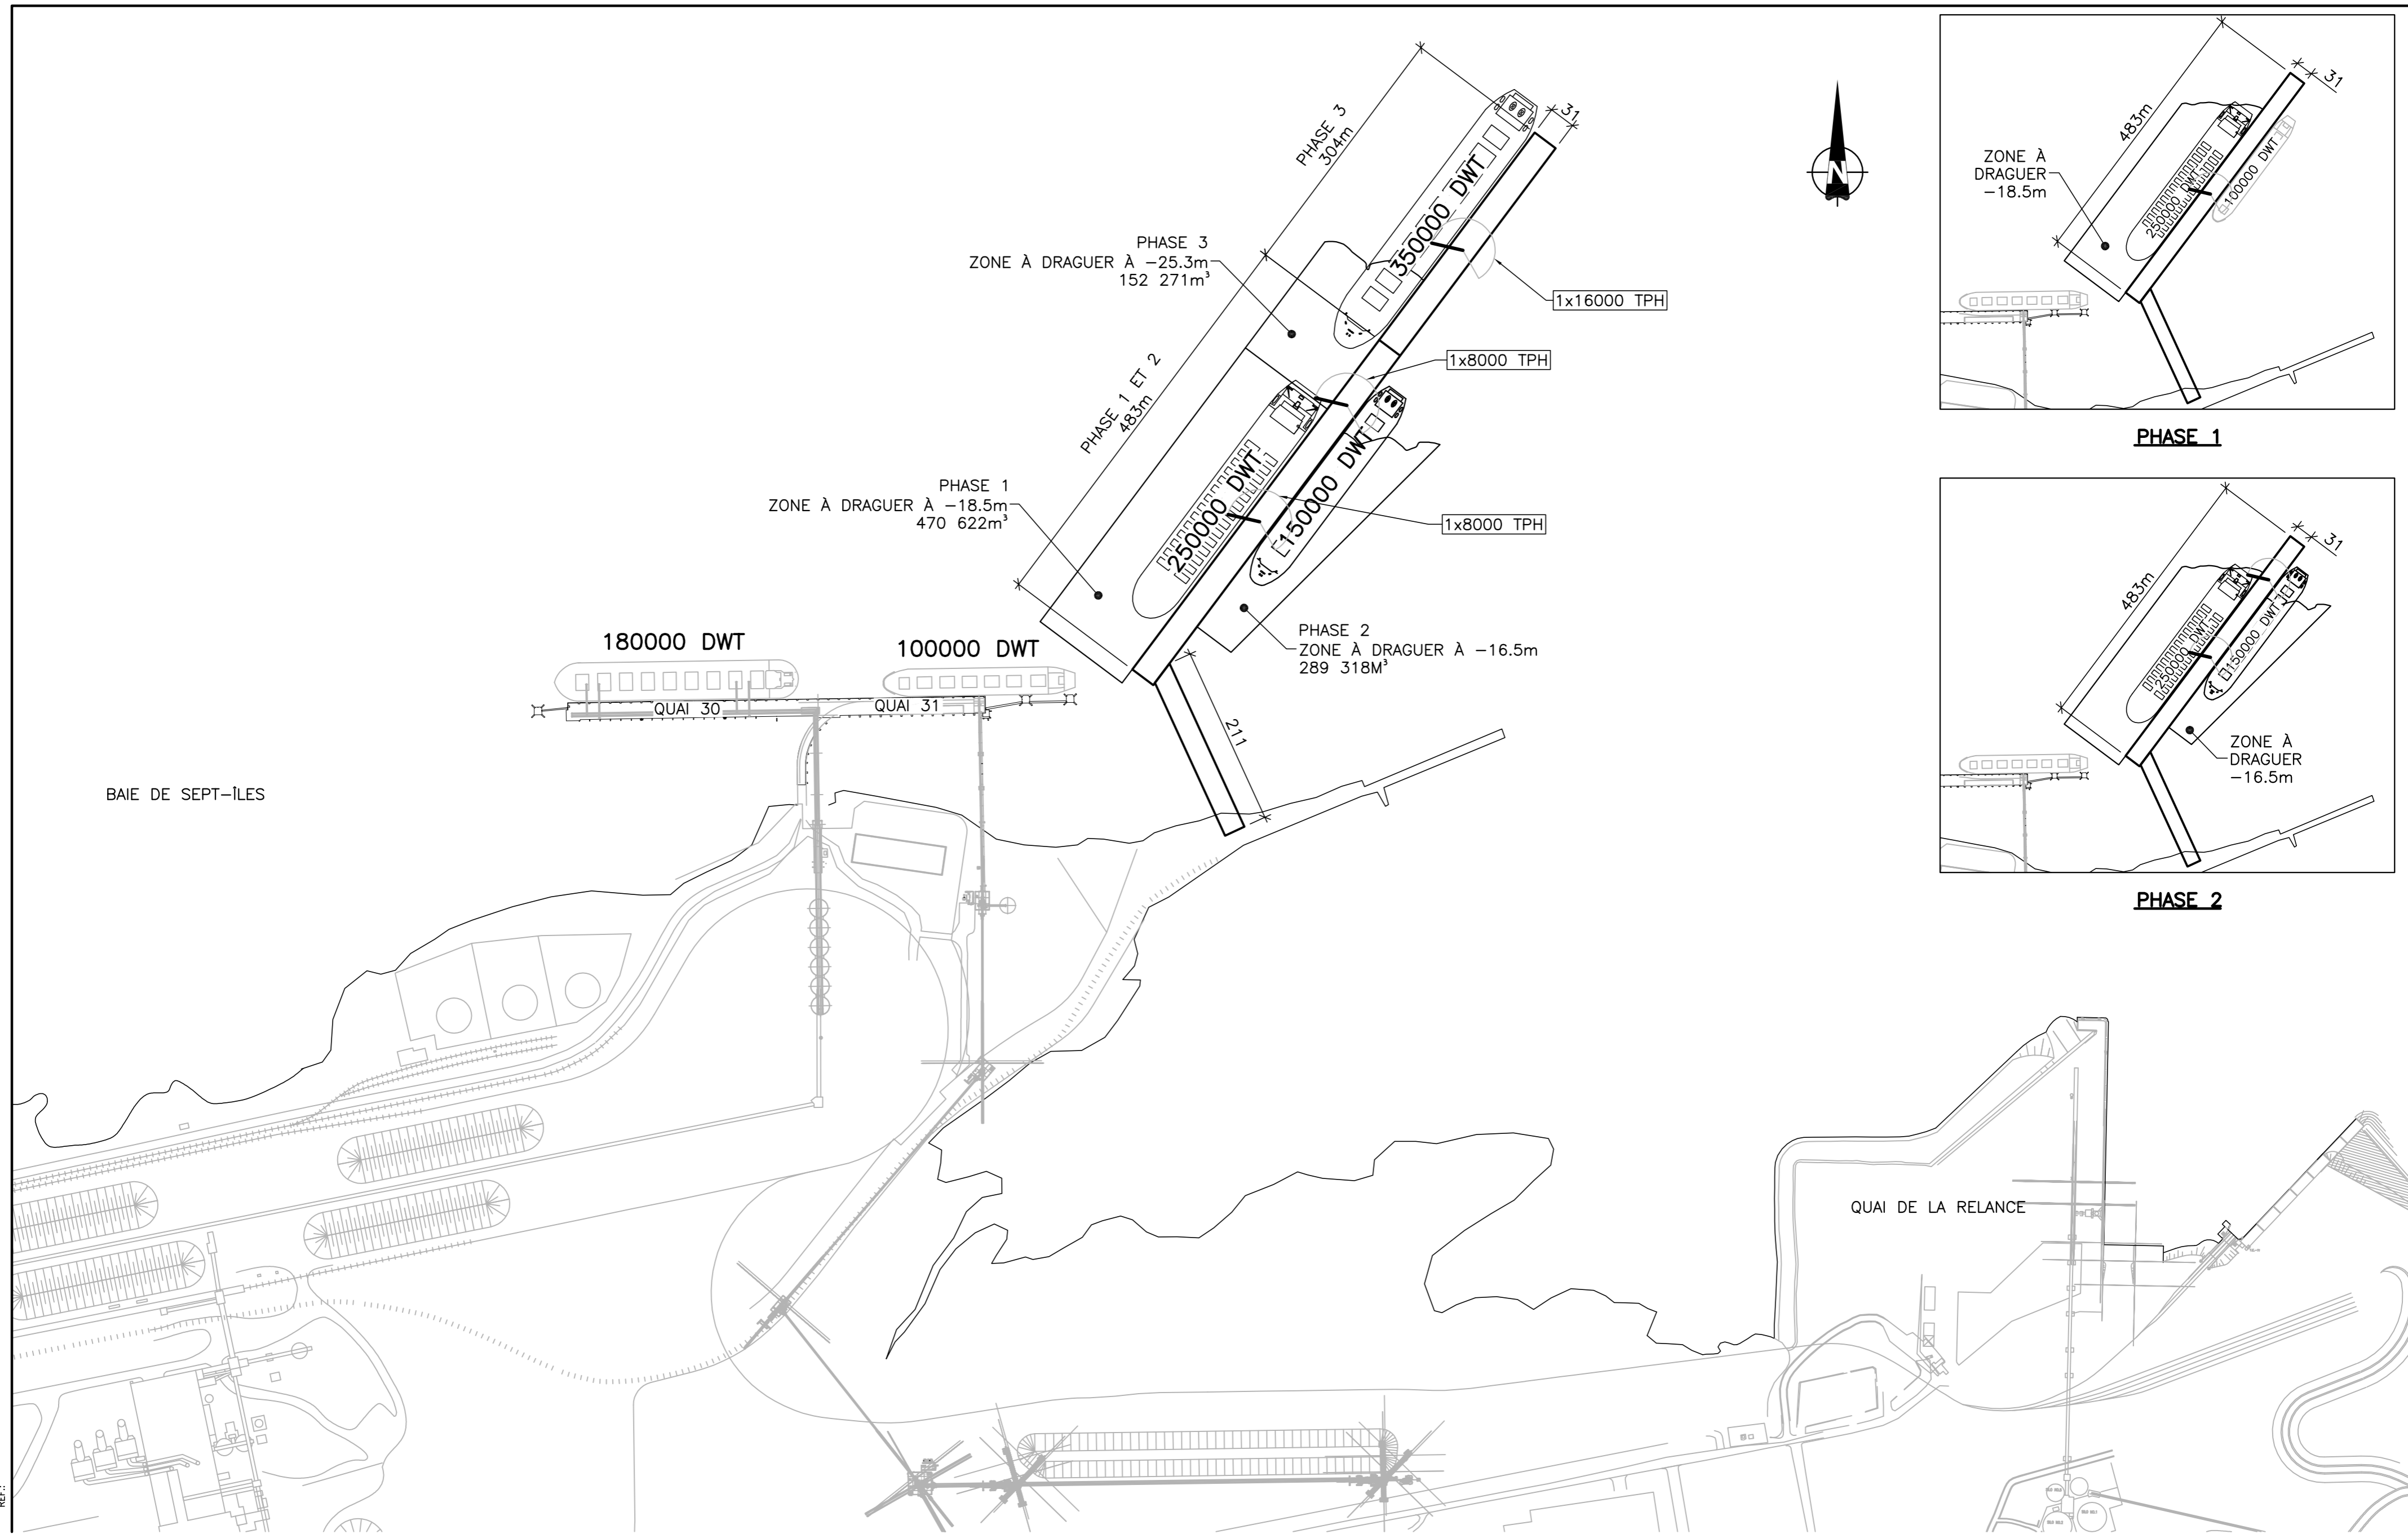 PHASE 3
304m
31
N
PHASE 3
ZONE À DRAGUER À -25.3m
152 271m³
350000 DWT
1x16000 TPH
1x8000 TPH
PHASE 1 ET 2
483m
PHASE 1
ZONE À DRAGUER À -18.5m
470 622m³
250000 DWT
150000 DWT
1x8000 TPH
PHASE 2
ZONE À DRAGUER À -16.5m
289 318M³
180000 DWT
100000 DWT
QUAI 30
QUAI 31
211
BAIE DE SEPT-ÎLES
QUAI DE LA RELANCE
483m
31
ZONE À
DRAGUER
-18.5m
250000 DWT
100000 DWT
PHASE 1
483m
31
250000 DWT
150000 DWT
ZONE À
DRAGUER
-16.5m
PHASE 2
REF.: